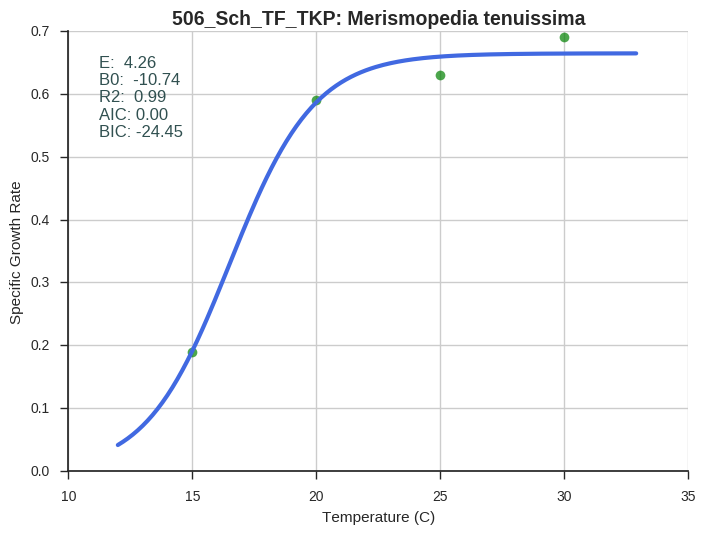 506_Sch_TF_TKP: Merismopedia tenuissima
E:  4.26
B0:  -10.74
R2:  0.99
AIC: 0.00
BIC: -24.45
Specific Growth Rate
0.7
0.6
0.5
0.4
0.3
0.2
0.1
0.0
10 15 20 25 30 35
Temperature (C)